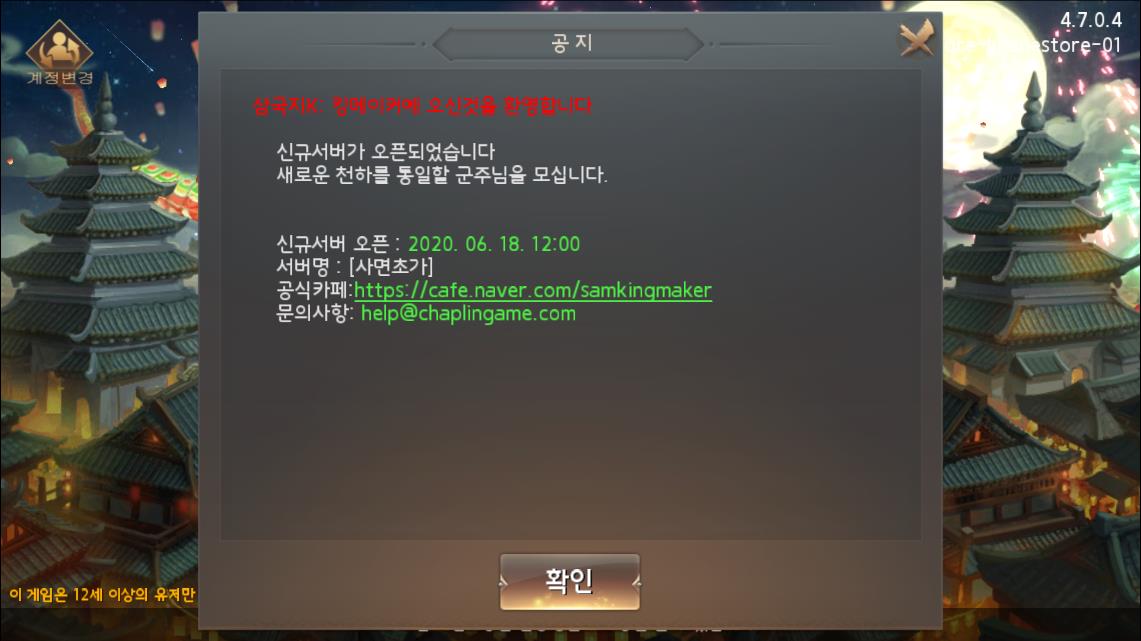 공 지
4.7.0.4
store-01
계정변경
삼국지K: 킹메이커에 오신것을 환영합니다
신규서버가 오픈되었습니다
새로운 천하를 통일할 군주님을 모십니다.
신규서버 오픈 : 2020. 06. 18. 12:00
서버명 : [사면초가]
공식카페:https://cafe.naver.com/samkingmaker
문의사항: help@chaplingame.com
확인
이 게임은 12세 이상의 유저만